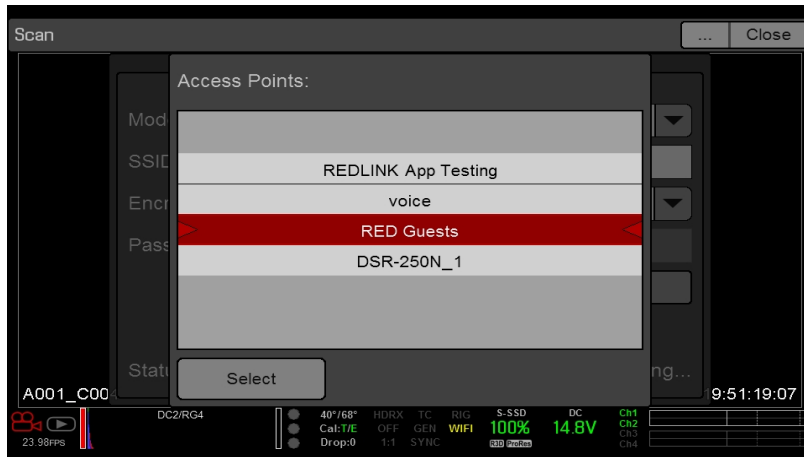 Scan
... Close
Access Points:
Mod
SSID
Encr
Pass
REDLINK App Testing
voice
RED Guests
DSR-250N_1
Select
Statu
ng...
A001_C00
9:51:19:07
DC2/RG4
23.98FPS
40°/68° HDRX TC RIG S-SSD DC Ch1
Cal:T/E OFF GEN WIFI 100% 14.8V Ch2
Drop:0 1:1 SYNC R3D ProRes Ch3
Ch4